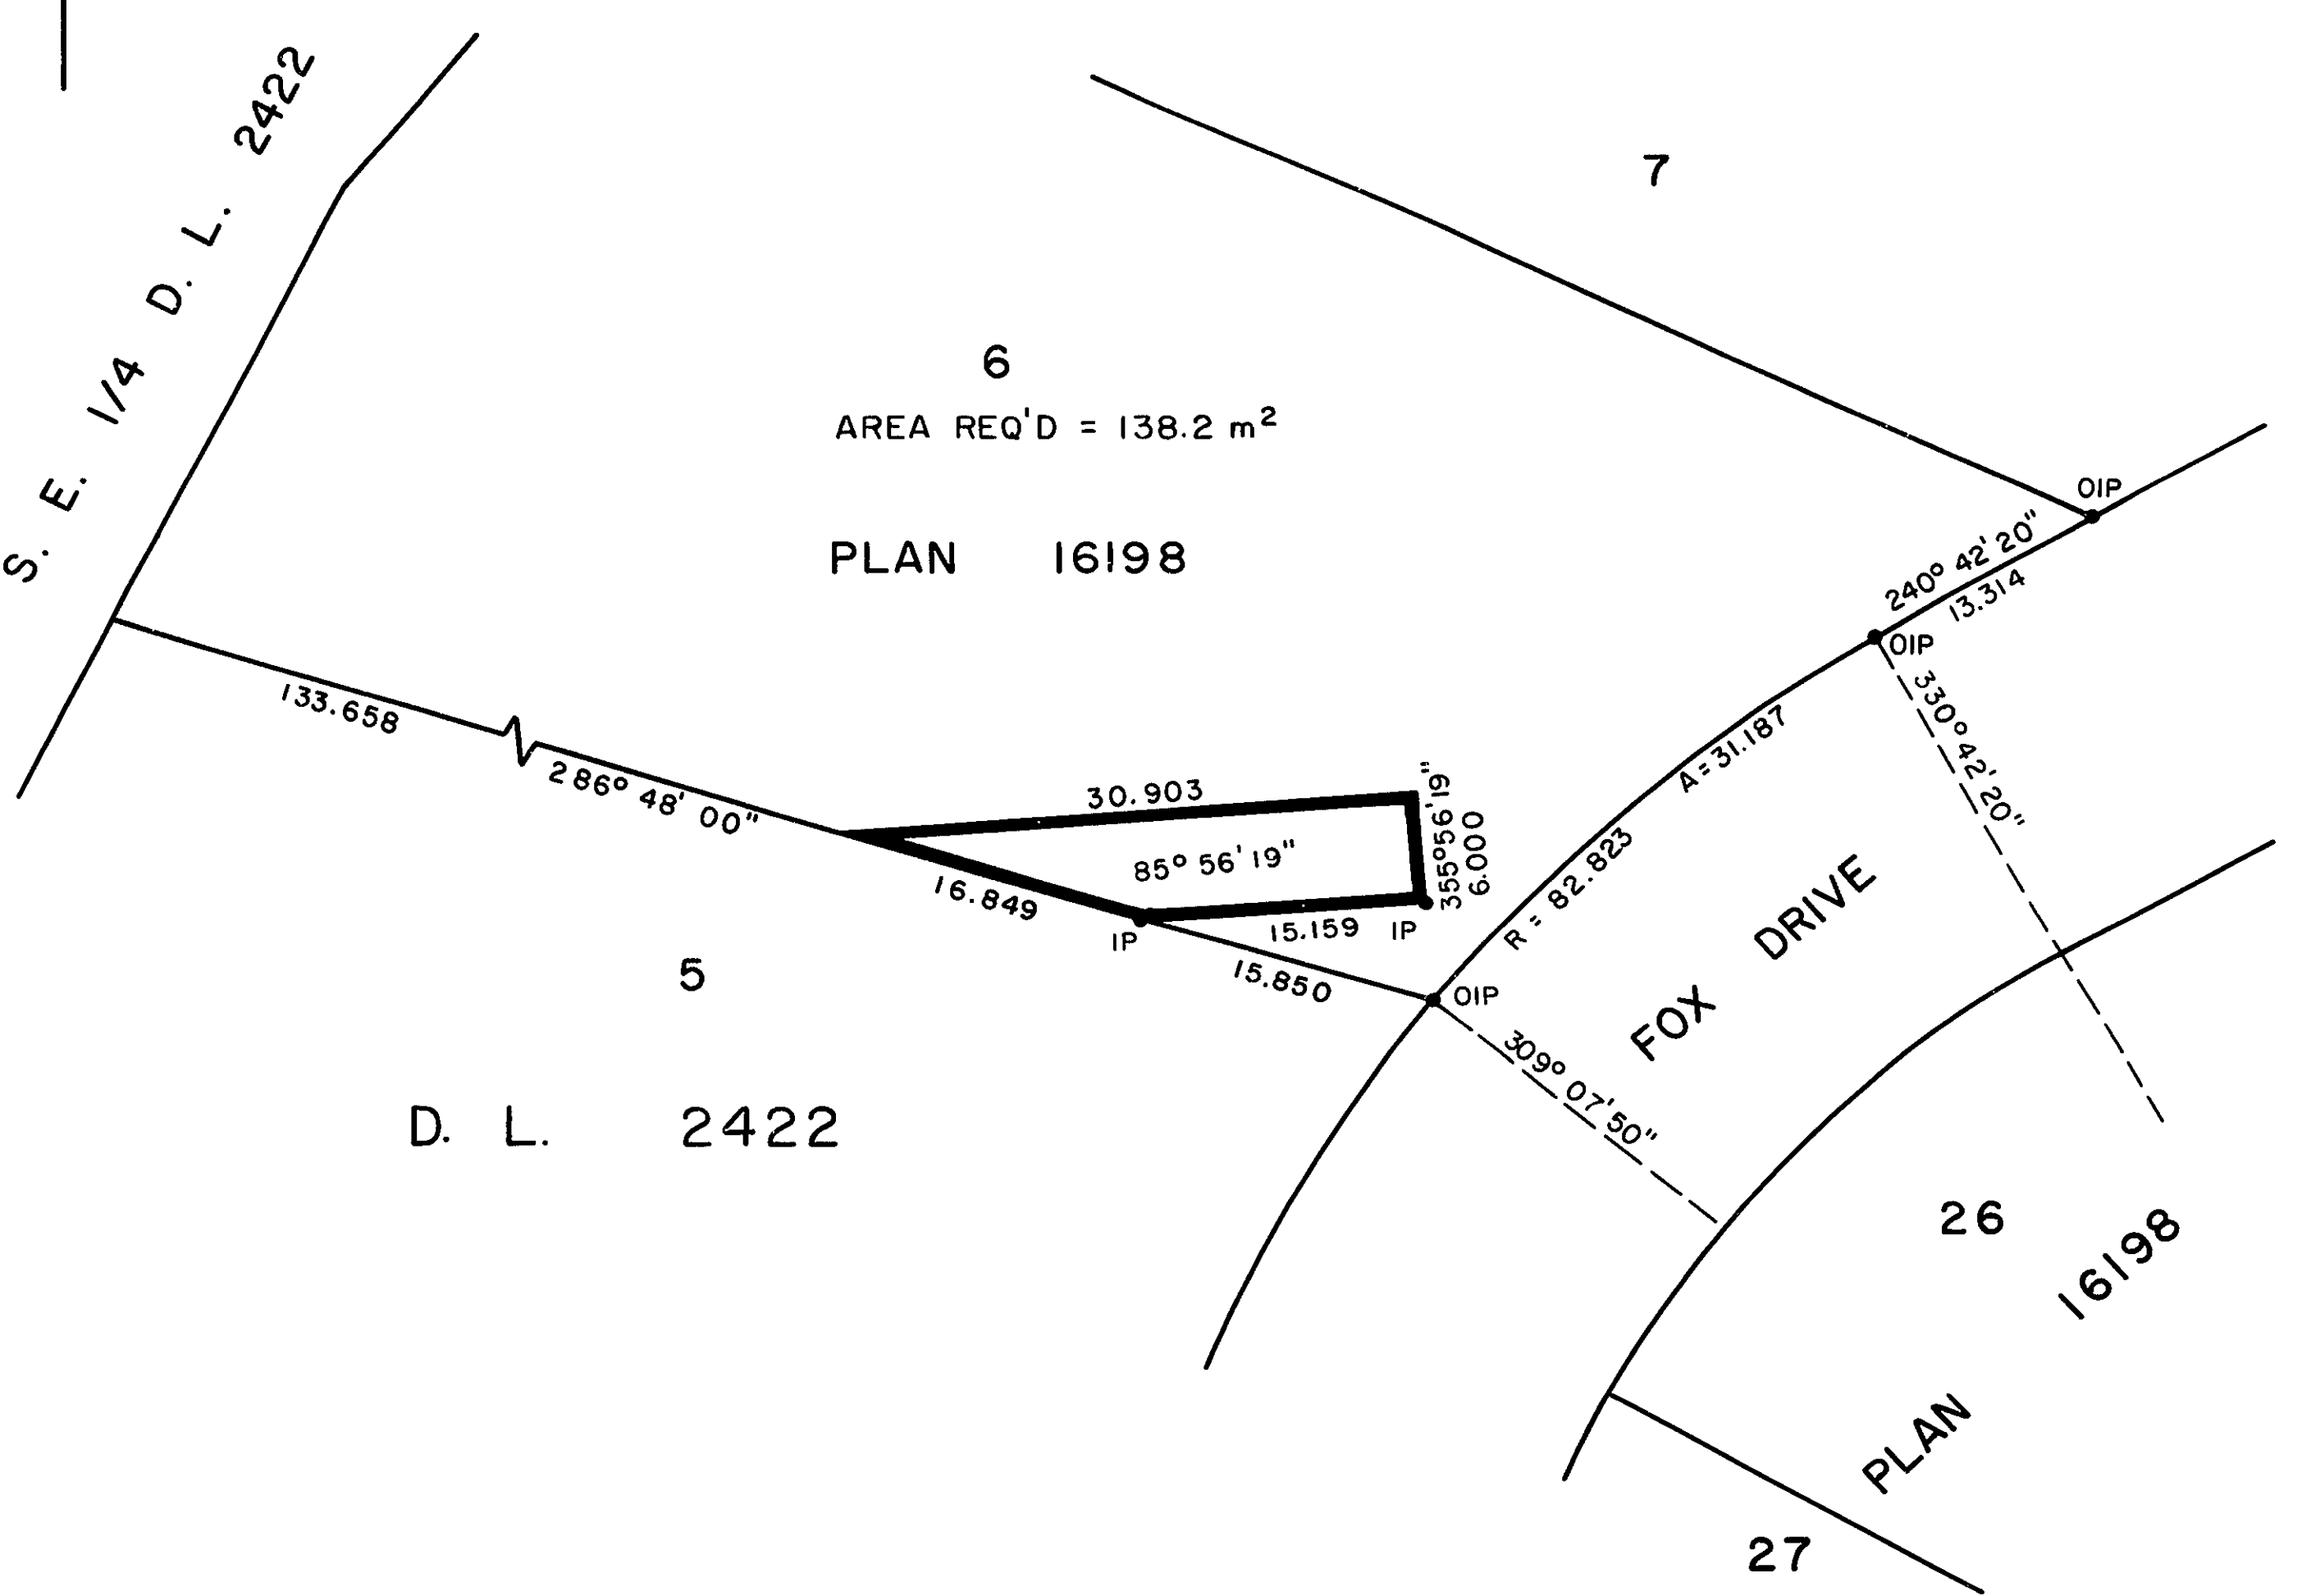 S. E. 1/4 D. L. 2422
7
6
AREA REQ'D = 138.2 m²
PLAN 16198
OIP
240° 42' 20"
13.314
OIP
330° 42' 20"
A = 31.187
R = 82.823
133.658
286° 48' 00"
30.903
85° 56' 19"
355° 56' 19"
6.000
16.849
IP
15.159
IP
15.850
OIP
309° 07' 50"
FOX DRIVE
5
D. L. 2422
26
PLAN 16198
27